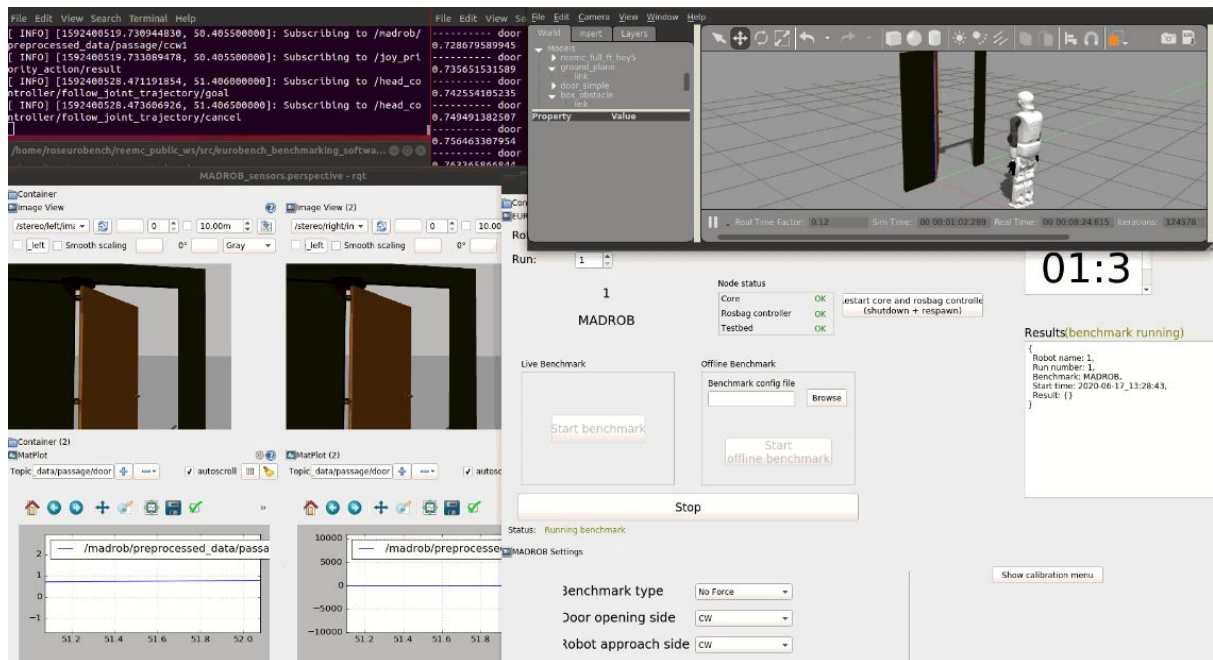 File Edit View Search Terminal Help
[ INFO] [1592400519.730944830, 50.405500000]: Subscribing to /madrob/
preprocessed_data/passage/ccw1
[ INFO] [1592400519.733089478, 50.405500000]: Subscribing to /joy_pri
ority_action/result
[ INFO] [1592400528.471191854, 51.406000000]: Subscribing to /head_co
ntroller/follow_joint_trajectory/goal
[ INFO] [1592400528.473606926, 51.406500000]: Subscribing to /head_co
ntroller/follow_joint_trajectory/cancel
/home/roseurobench/reemc_public_ws/src/eurobench_benchmarking_softwa...
File Edit View Se
---------- door
0.728679589945
---------- door
0.735651531589
---------- door
0.742554105235
---------- door
0.749491382507
---------- door
0.756463307954
---------- door
0.763365866844
File Edit Camera View Window Help
World Insert Layers
Models
reemc_full_ft_hey5
ground_plane
link
door_simple
box_obstacle
link
Property Value
Real Time Factor: 0.12 Sim Time: 00 00:01:02:289 Real Time: 00 00:08:24.815 Iterations: 124578
MADROB_sensors.perspective - rqt
Container
Image View
/stereo/left/ima 0 10.00m
_left Smooth scaling 0° Gray
Image View (2)
/stereo/right/in 0 10.00
_left Smooth scaling 0°
Container (2)
MatPlot
Topic data/passage/door autoscroll
MatPlot (2)
Topic data/passage/door autosc
/madrob/preprocessed_data/passa
2
1
0
−1
51.2 51.4 51.6 51.8 52.0
/madrob/preprocesse
10000
5000
0
−5000
−10000
51.2 51.4 51.6 51.8
Con
EUR
Ro
Run: 1
1
MADROB
Node status
Core OK
Rosbag controller OK
Testbed OK
estart core and rosbag controlle
(shutdown + respawn)
01:3
Results(benchmark running)
{
Robot name: 1,
Run number: 1,
Benchmark: MADROB,
Start time: 2020-06-17_13:28:43,
Result: {}
}
Live Benchmark
Start benchmark
Offline Benchmark
Benchmark config file
Browse
Start
offline benchmark
Stop
Status: Running benchmark
MADROB Settings
Benchmark type No Force
Door opening side CW
Robot approach side CW
Show calibration menu